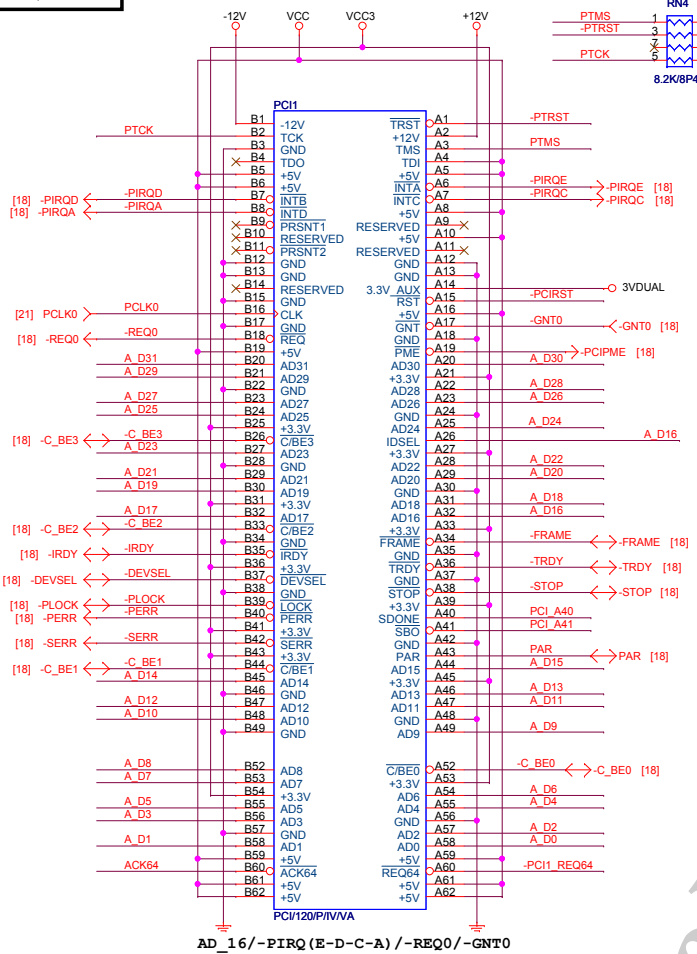 RN4
-12V VCC VCC3 +12V
PTMS 1
-PTRST 3
7
PTCK 5
8.2K/8P4
PCI1
B1 -12V TRST A1 -PTRST
PTCK B2 TCK +12V A2
B3 GND TMS A3 PTMS
B4 TDO TDI A4
B5 +5V +5V A5
B6 +5V INTA A6 -PIRQE -PIRQE [18]
[18] -PIRQD -PIRQD B7 INTB INTC A7 -PIRQC -PIRQC [18]
[18] -PIRQA -PIRQA B8 INTD +5V A8
B9 PRSNT1 RESERVED A9
B10 RESERVED +5V A10
B11 PRSNT2 RESERVED A11
B12 GND GND A12
B13 GND GND A13
B14 RESERVED 3.3V_AUX A14 3VDUAL
B15 GND RST A15 -PCIRST
[21] PCLK0 PCLK0 B16 CLK +5V A16
B17 GND GNT A17 -GNT0 -GNT0 [18]
[18] -REQ0 -REQ0 B18 REQ GND A18
B19 +5V PME A19 -PCIPME [18]
A_D31 B20 AD31 AD30 A20 A_D30
A_D29 B21 AD29 +3.3V A21
B22 GND AD28 A22 A_D28
A_D27 B23 AD27 AD26 A23 A_D26
A_D25 B24 AD25 GND A24
B25 +3.3V AD24 A25 A_D24
[18] -C_BE3 -C_BE3 B26 C/BE3 IDSEL A26 A_D16
A_D23 B27 AD23 +3.3V A27
B28 GND AD22 A28 A_D22
A_D21 B29 AD21 AD20 A29 A_D20
A_D19 B30 AD19 GND A30
B31 +3.3V AD18 A31 A_D18
A_D17 B32 AD17 AD16 A32 A_D16
[18] -C_BE2 -C_BE2 B33 C/BE2 +3.3V A33
B34 GND FRAME A34 -FRAME -FRAME [18]
[18] -IRDY -IRDY B35 IRDY GND A35
B36 +3.3V TRDY A36 -TRDY -TRDY [18]
[18] -DEVSEL -DEVSEL B37 DEVSEL GND A37
B38 GND STOP A38 -STOP -STOP [18]
[18] -PLOCK -PLOCK B39 LOCK +3.3V A39
[18] -PERR -PERR B40 PERR SDONE A40 PCI_A40
B41 +3.3V SBO A41 PCI_A41
[18] -SERR -SERR B42 SERR GND A42
B43 +3.3V PAR A43 PAR PAR [18]
[18] -C_BE1 -C_BE1 B44 C/BE1 AD15 A44 A_D15
A_D14 B45 AD14 +3.3V A45
B46 GND AD13 A46 A_D13
A_D12 B47 AD12 AD11 A47 A_D11
A_D10 B48 AD10 GND A48
B49 GND AD9 A49 A_D9
A_D8 B52 AD8 C/BE0 A52 -C_BE0 -C_BE0 [18]
A_D7 B53 AD7 +3.3V A53
B54 +3.3V AD6 A54 A_D6
A_D5 B55 AD5 AD4 A55 A_D4
A_D3 B56 AD3 GND A56
B57 GND AD2 A57 A_D2
A_D1 B58 AD1 AD0 A58 A_D0
B59 +5V +5V A59
ACK64 B60 ACK64 REQ64 A60 -PCI1_REQ64
B61 +5V +5V A61
B62 +5V +5V A62
PCI/120/P/IV/VA
AD_16/-PIRQ(E-D-C-A)/-REQ0/-GNT0